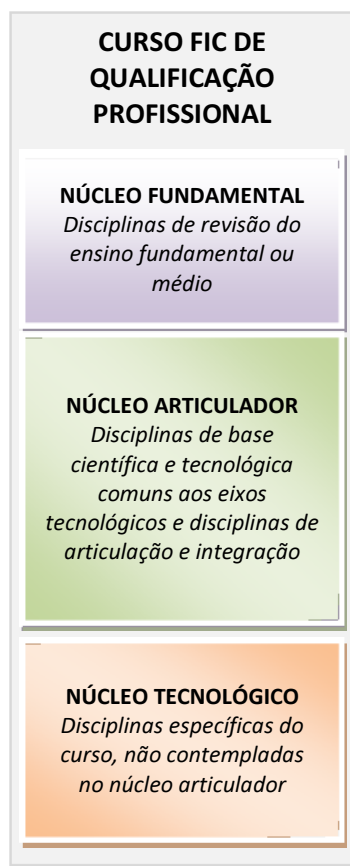 CURSO FIC DE
QUALIFICAÇÃO
PROFISSIONAL
NÚCLEO FUNDAMENTAL
Disciplinas de revisão do
ensino fundamental ou
médio
NÚCLEO ARTICULADOR
Disciplinas de base
científica e tecnológica
comuns aos eixos
tecnológicos e disciplinas de
articulação e integração
NÚCLEO TECNOLÓGICO
Disciplinas específicas do
curso, não contempladas
no núcleo articulador